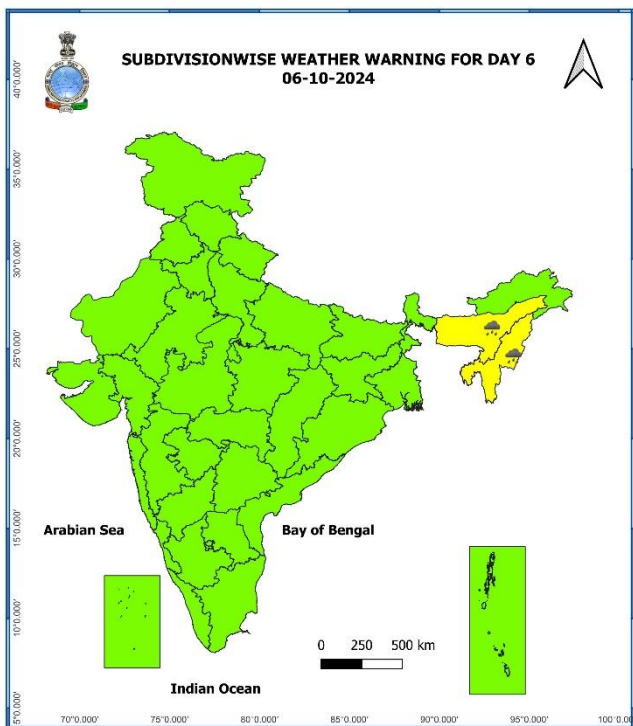 SUBDIVISIONWISE WEATHER WARNING FOR DAY 6
06-10-2024
40°0.000'
35°0.000'
30°0.000'
25°0.000'
20°0.000'
15°0.000'
10°0.000'
5°0.000'
Arabian Sea
Bay of Bengal
0 250 500 km
Indian Ocean
70°0.000' 75°0.000' 80°0.000' 85°0.000' 90°0.000' 95°0.000' 100°0.0